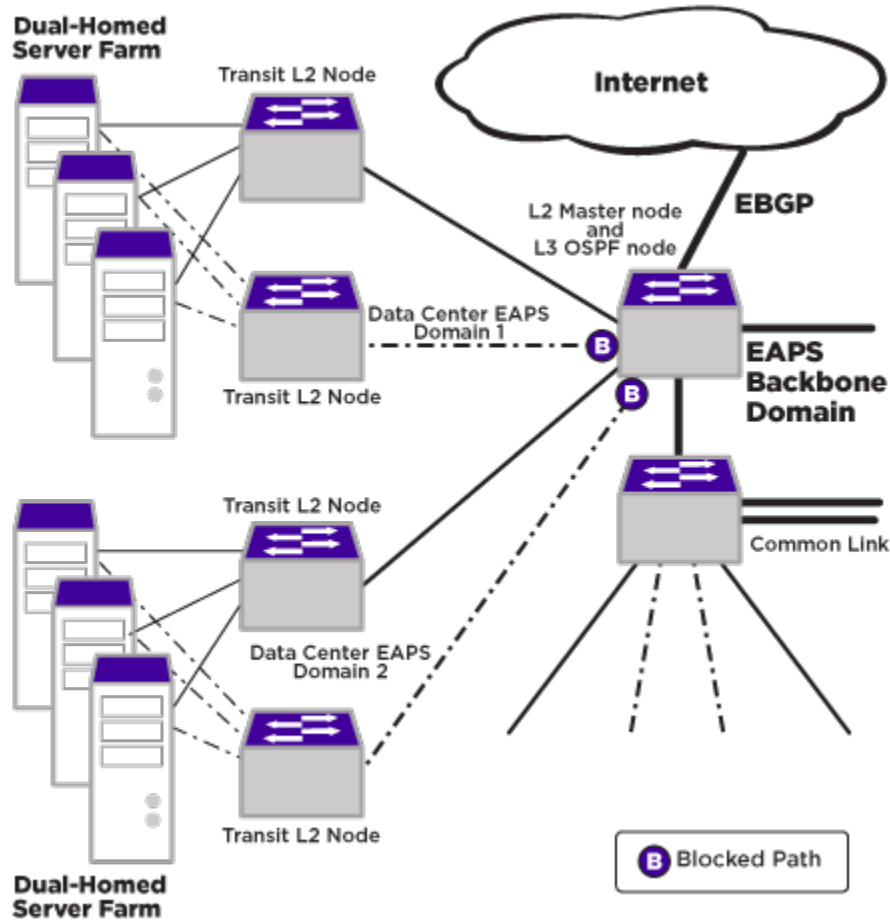 Dual-Homed
Server Farm
Transit L2 Node
Internet
L2 Master node
and
L3 OSPF node
EBGP
Data Center EAPS
Domain 1
B
Transit L2 Node
B
EAPS
Backbone
Domain
Transit L2 Node
Common Link
Data Center EAPS
Domain 2
Transit L2 Node
B Blocked Path
Dual-Homed
Server Farm